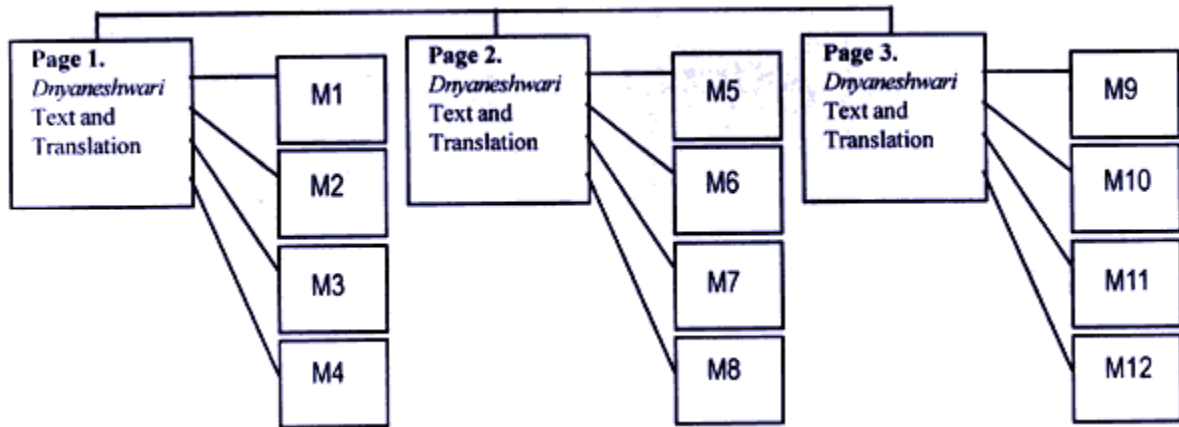 Page 1.
Dnyaneshwari
Text and
Translation
M1
M2
M3
M4
Page 2.
Dnyaneshwari
Text and
Translation
M5
M6
M7
M8
Page 3.
Dnyaneshwari
Text and
Translation
M9
M10
M11
M12